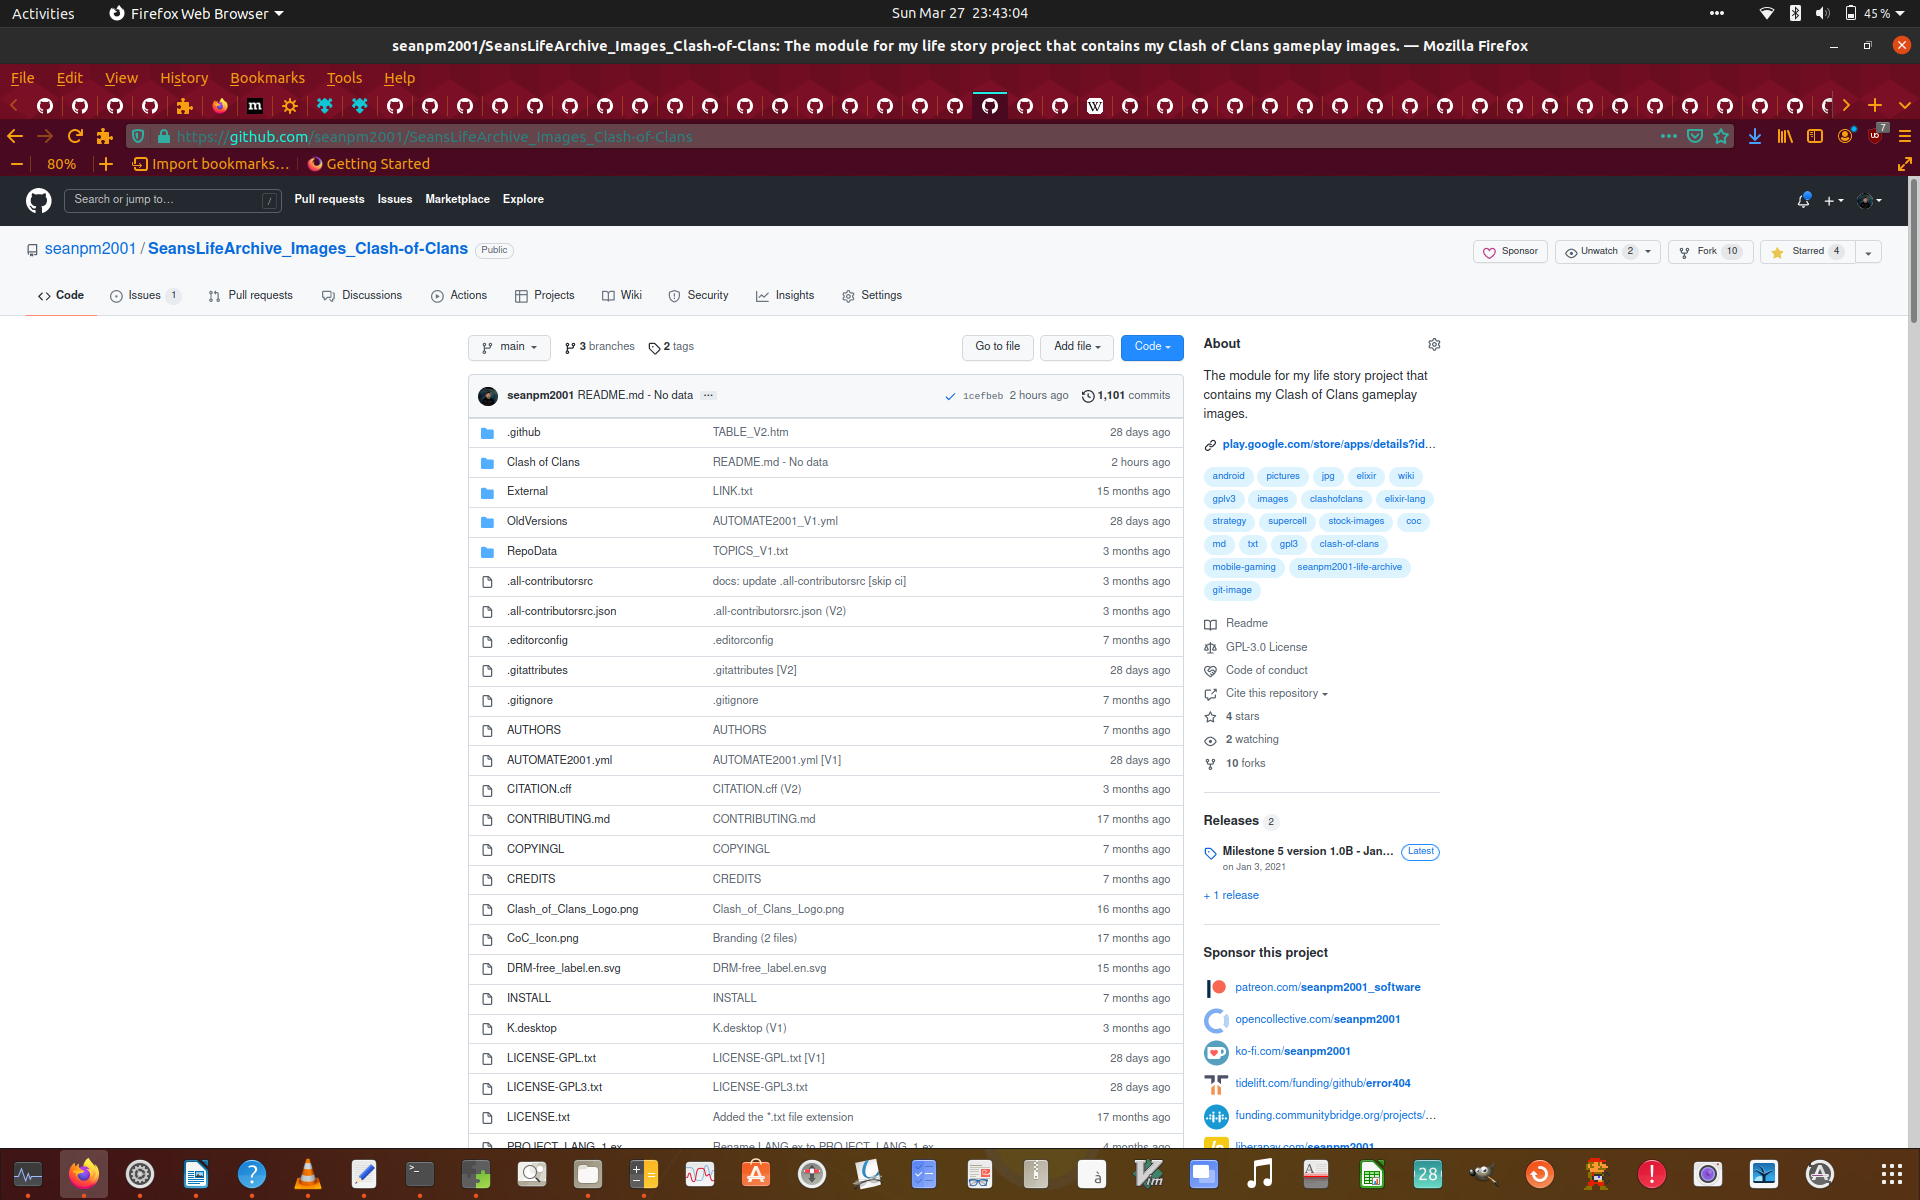 Activities Firefox Web Browser Sun Mar 27 23:43:04 45 %
seanpm2001/SeansLifeArchive_Images_Clash-of-Clans: The module for my life story project that contains my Clash of Clans gameplay images. — Mozilla Firefox
File Edit View History Bookmarks Tools Help
https://github.com/seanpm2001/SeansLifeArchive_Images_Clash-of-Clans 7
80% Import bookmarks… Getting Started
Search or jump to… / Pull requests Issues Marketplace Explore
seanpm2001 / SeansLifeArchive_Images_Clash-of-Clans Public Sponsor Unwatch 2 Fork 10 Starred 4
Code Issues 1 Pull requests Discussions Actions Projects Wiki Security Insights Settings
main 3 branches 2 tags Go to file Add file Code
seanpm2001 README.md - No data ··· 1cefbeb 2 hours ago 1,101 commits
.github TABLE_V2.htm 28 days ago
Clash of Clans README.md - No data 2 hours ago
External LINK.txt 15 months ago
OldVersions AUTOMATE2001_V1.yml 28 days ago
RepoData TOPICS_V1.txt 3 months ago
.all-contributorsrc docs: update .all-contributorsrc [skip ci] 3 months ago
.all-contributorsrc.json .all-contributorsrc.json (V2) 3 months ago
.editorconfig .editorconfig 7 months ago
.gitattributes .gitattributes [V2] 28 days ago
.gitignore .gitignore 7 months ago
AUTHORS AUTHORS 7 months ago
AUTOMATE2001.yml AUTOMATE2001.yml [V1] 28 days ago
CITATION.cff CITATION.cff (V2) 3 months ago
CONTRIBUTING.md CONTRIBUTING.md 17 months ago
COPYINGL COPYINGL 7 months ago
CREDITS CREDITS 7 months ago
Clash_of_Clans_Logo.png Clash_of_Clans_Logo.png 16 months ago
CoC_Icon.png Branding (2 files) 17 months ago
DRM-free_label.en.svg DRM-free_label.en.svg 15 months ago
INSTALL INSTALL 7 months ago
K.desktop K.desktop (V1) 3 months ago
LICENSE-GPL.txt LICENSE-GPL.txt [V1] 28 days ago
LICENSE-GPL3.txt LICENSE-GPL3.txt 28 days ago
LICENSE.txt Added the *.txt file extension 17 months ago
PROJECT_LANG_1.ex Rename LANG.ex to PROJECT_LANG_1.ex 4 months ago
About
The module for my life story project that
contains my Clash of Clans gameplay
images.
play.google.com/store/apps/details?id…
android pictures jpg elixir wiki
gplv3 images clashofclans elixir-lang
strategy supercell stock-images coc
md txt gpl3 clash-of-clans
mobile-gaming seanpm2001-life-archive
git-image
Readme
GPL-3.0 License
Code of conduct
Cite this repository
4 stars
2 watching
10 forks
Releases 2
Milestone 5 version 1.0B - Jan… Latest
on Jan 3, 2021
+ 1 release
Sponsor this project
patreon.com/seanpm2001_software
opencollective.com/seanpm2001
ko-fi.com/seanpm2001
tidelift.com/funding/github/error404
funding.communitybridge.org/projects/…
liberapay.com/seanpm2001